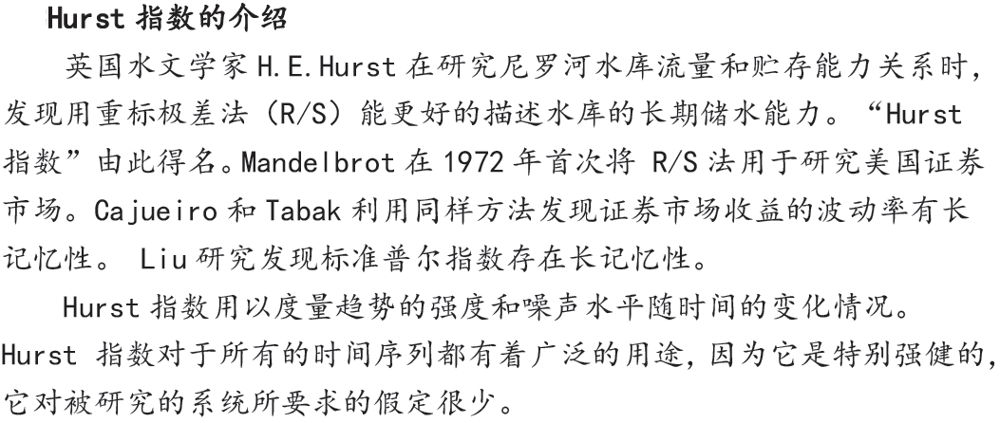 Hurst 指数的介绍
英国水文学家 H.E.Hurst 在研究尼罗河水库流量和贮存能力关系时，
发现用重标极差法（R/S）能更好的描述水库的长期储水能力。“Hurst
指数”由此得名。Mandelbrot 在 1972 年首次将 R/S 法用于研究美国证券
市场。Cajueiro 和 Tabak 利用同样方法发现证券市场收益的波动率有长
记忆性。 Liu 研究发现标准普尔指数存在长记忆性。
Hurst 指数用以度量趋势的强度和噪声水平随时间的变化情况。
Hurst 指数对于所有的时间序列都有着广泛的用途，因为它是特别强健的，
它对被研究的系统所要求的假定很少。